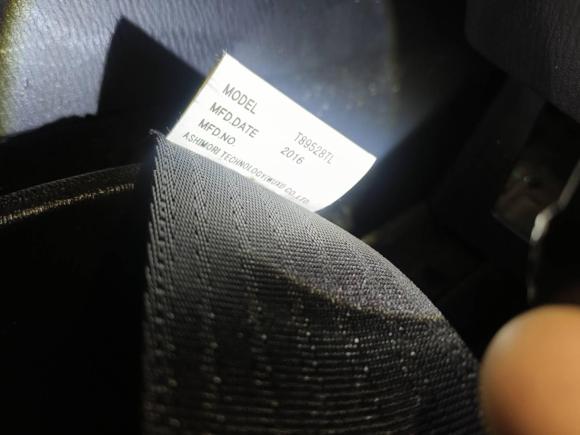 MODEL T89528TL
MFD.DATE 2016
MFD.NO.
ASHIMORI TECHNOLOGY(WUXI) CO.,LTD.